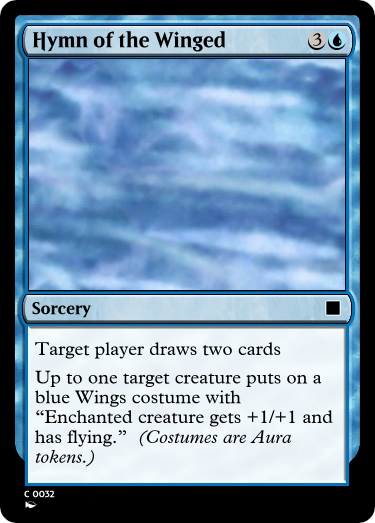 Hymn of the Winged 3
Sorcery
Target player draws two cards
Up to one target creature puts on a
blue Wings costume with
“Enchanted creature gets +1/+1 and
has flying.” (Costumes are Aura
tokens.)
C 0032